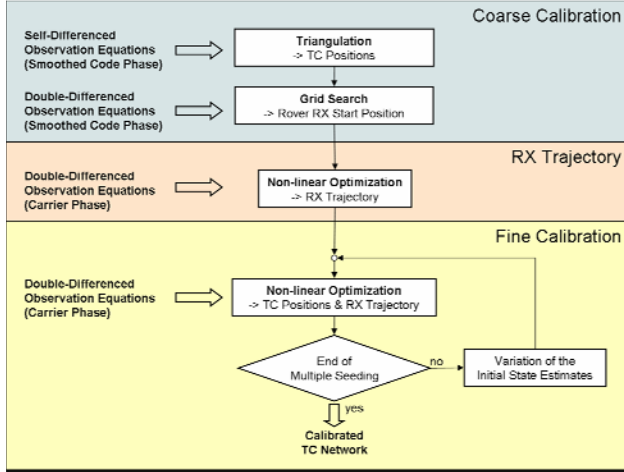 Coarse Calibration
Self-Differenced
Observation Equations
(Smoothed Code Phase)
Triangulation
-> TC Positions
Double-Differenced
Observation Equations
(Smoothed Code Phase)
Grid Search
-> Rover RX Start Position
RX Trajectory
Double-Differenced
Observation Equations
(Carrier Phase)
Non-linear Optimization
-> RX Trajectory
Fine Calibration
Double-Differenced
Observation Equations
(Carrier Phase)
Non-linear Optimization
-> TC Positions & RX Trajectory
End of
Multiple Seeding
no
Variation of the
Initial State Estimates
yes
Calibrated
TC Network